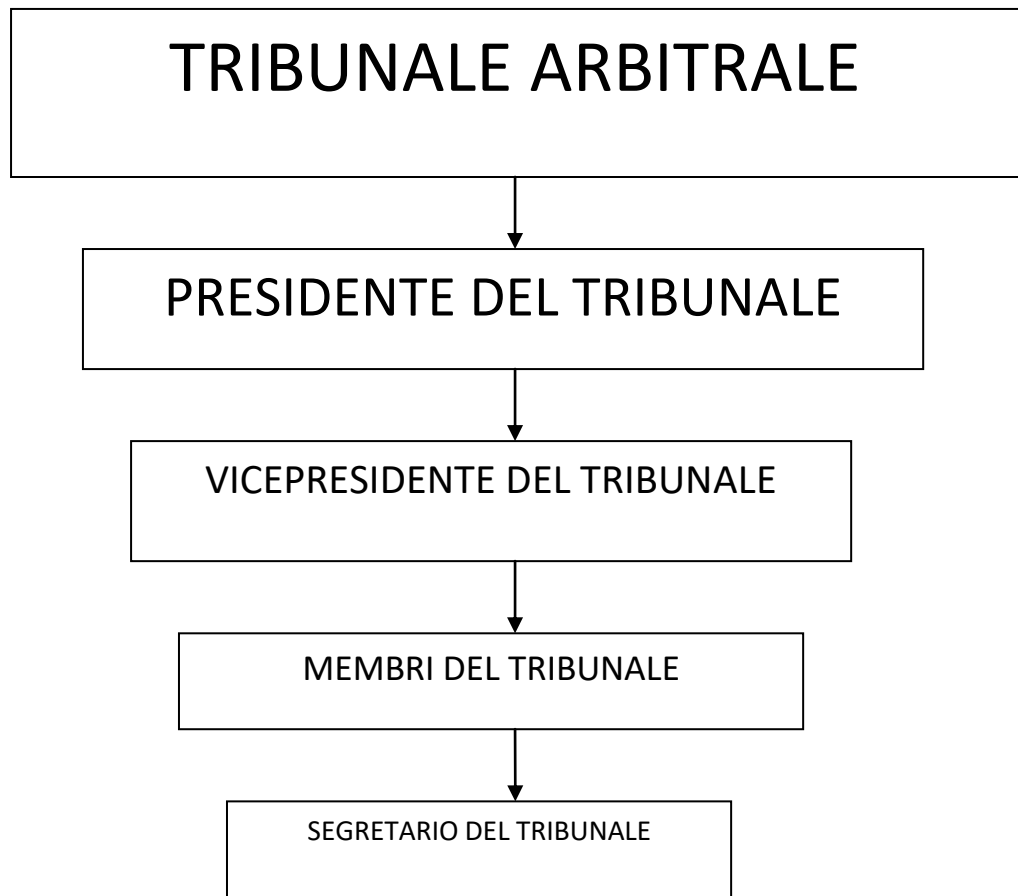 TRIBUNALE ARBITRALE
PRESIDENTE DEL TRIBUNALE
VICEPRESIDENTE DEL TRIBUNALE
MEMBRI DEL TRIBUNALE
SEGRETARIO DEL TRIBUNALE